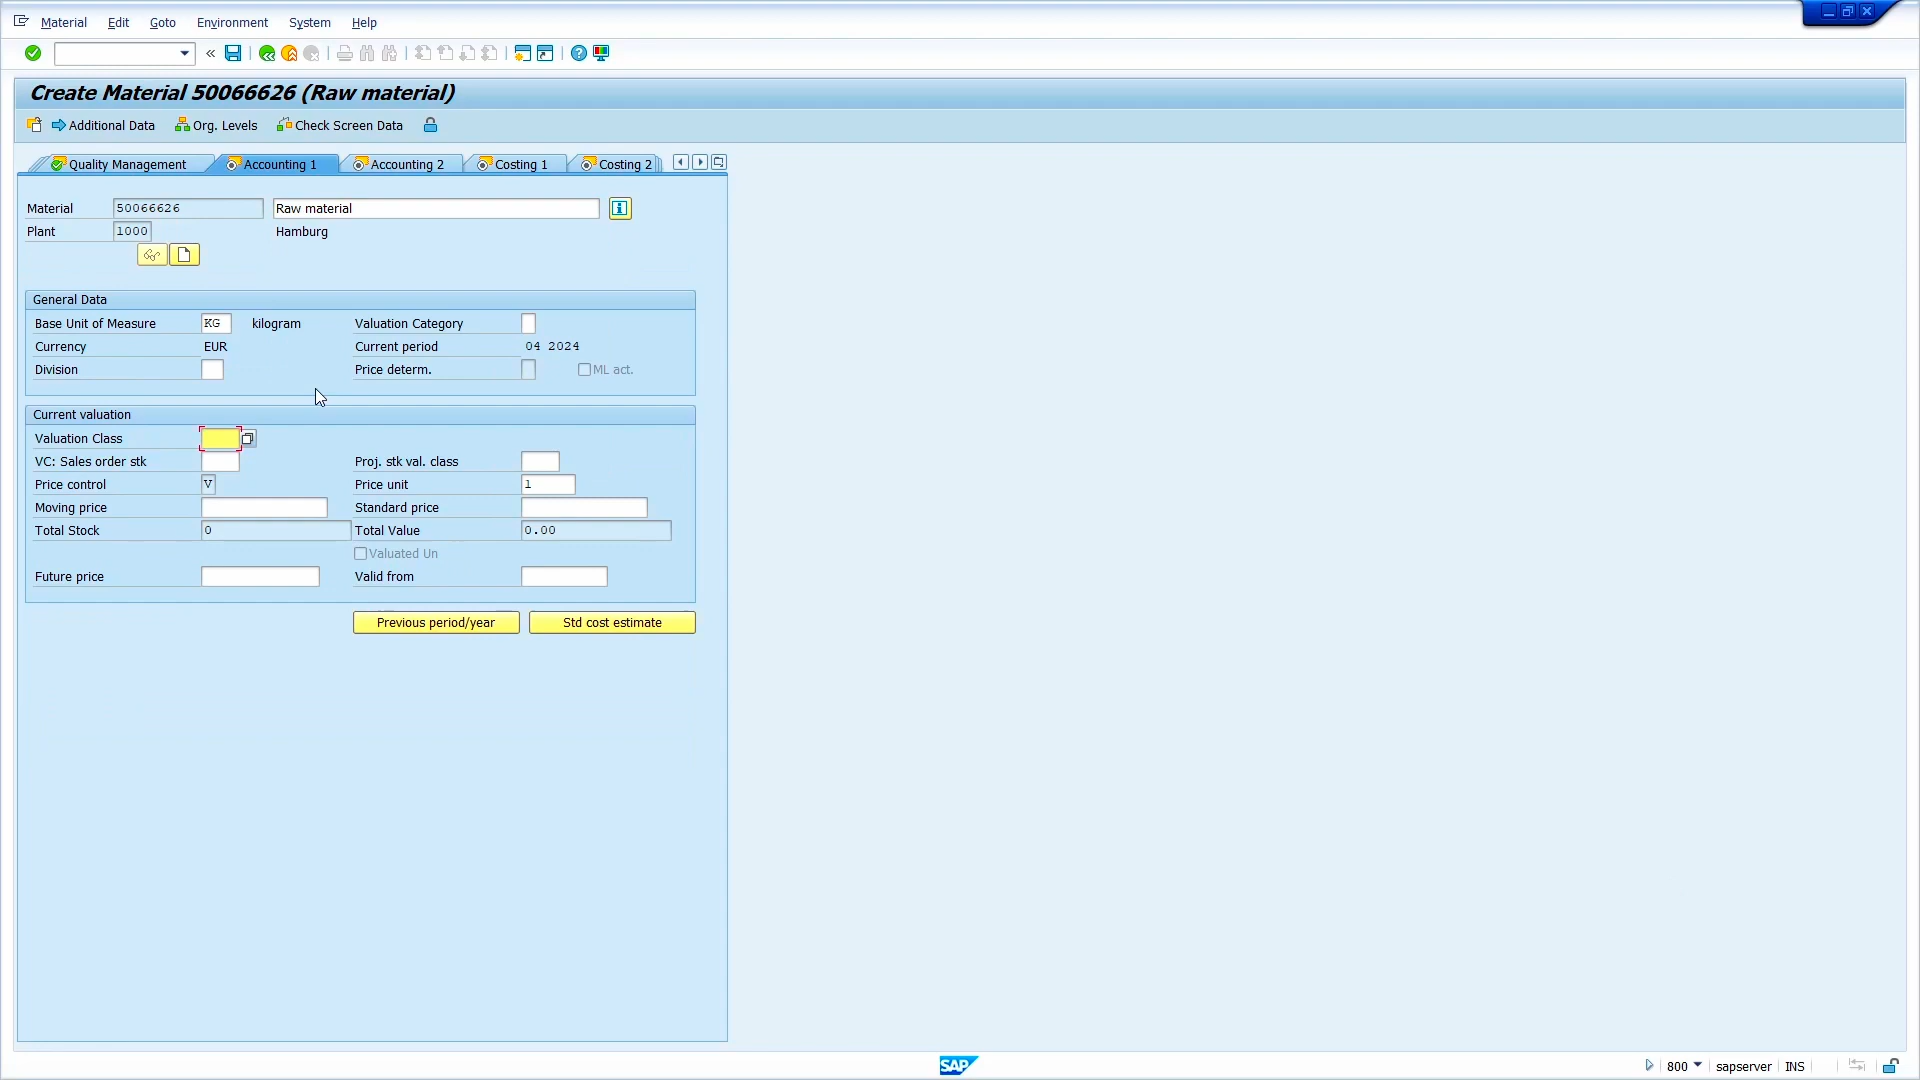 Material Edit Goto Environment System Help
Create Material 50066626 (Raw material)
Additional Data Org. Levels Check Screen Data
Quality Management Accounting 1 Accounting 2 Costing 1 Costing 2
Material 50066626 Raw material
Plant 1000 Hamburg
General Data
Base Unit of Measure KG kilogram Valuation Category
Currency EUR Current period 04 2024
Division Price determ. ML act.
Current valuation
Valuation Class
VC: Sales order stk Proj. stk val. class
Price control V Price unit 1
Moving price Standard price
Total Stock 0 Total Value 0.00
Valuated Un
Future price Valid from
Previous period/year Std cost estimate
SAP 800 sapserver INS